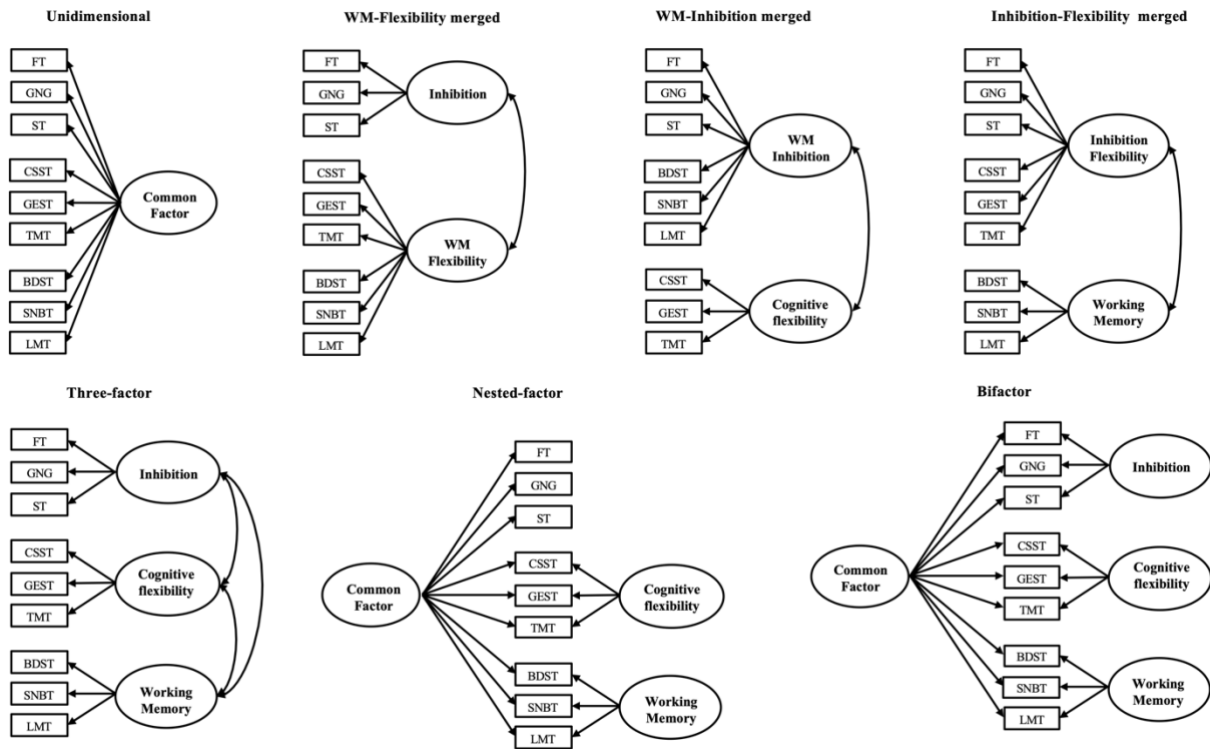 Unidimensional
FT
GNG
ST
CSST
GEST
TMT
BDST
SNBT
LMT
Common
Factor
WM-Flexibility merged
FT
GNG
ST
CSST
GEST
TMT
BDST
SNBT
LMT
Inhibition
WM
Flexibility
WM-Inhibition merged
FT
GNG
ST
BDST
SNBT
LMT
CSST
GEST
TMT
WM
Inhibition
Cognitive
flexibility
Inhibition-Flexibility merged
FT
GNG
ST
CSST
GEST
TMT
BDST
SNBT
LMT
Inhibition
Flexibility
Working
Memory
Three-factor
FT
GNG
ST
CSST
GEST
TMT
BDST
SNBT
LMT
Inhibition
Cognitive
flexibility
Working
Memory
Nested-factor
Common
Factor
FT
GNG
ST
CSST
GEST
TMT
BDST
SNBT
LMT
Cognitive
flexibility
Working
Memory
Bifactor
Common
Factor
FT
GNG
ST
CSST
GEST
TMT
BDST
SNBT
LMT
Inhibition
Cognitive
flexibility
Working
Memory